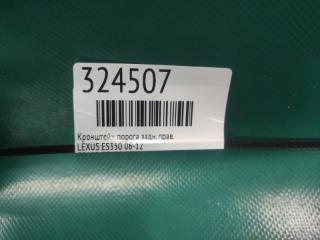 324507
Кронштейн порога задн. прав.
LEXUS ES350 06-12